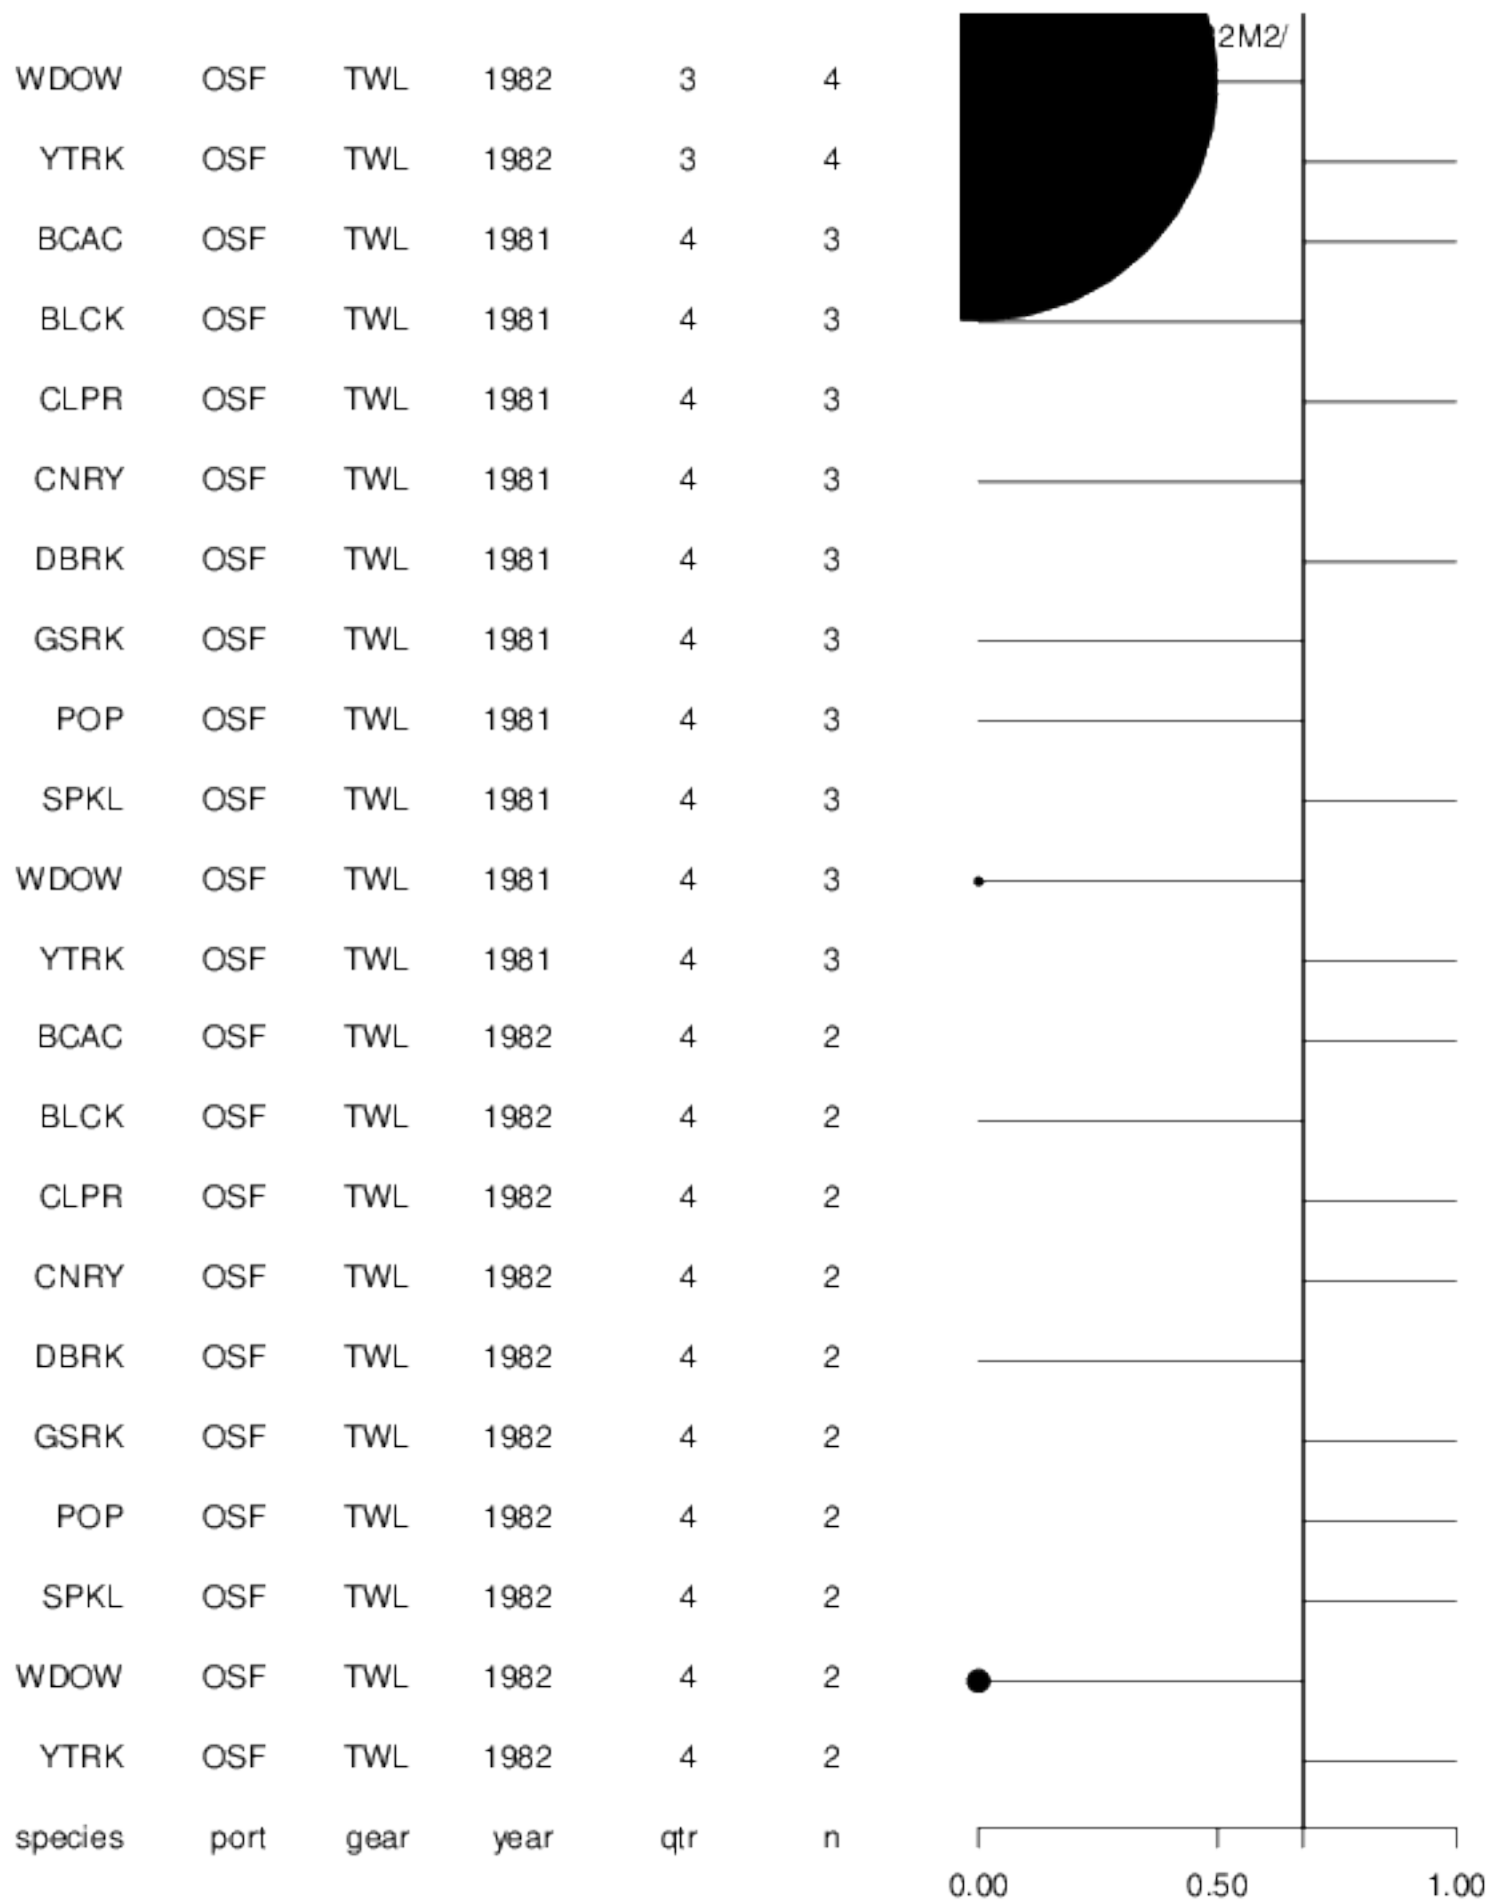 2M2/
WDOW OSF TWL 1982 3 4
YTRK OSF TWL 1982 3 4
BCAC OSF TWL 1981 4 3
BLCK OSF TWL 1981 4 3
CLPR OSF TWL 1981 4 3
CNRY OSF TWL 1981 4 3
DBRK OSF TWL 1981 4 3
GSRK OSF TWL 1981 4 3
POP OSF TWL 1981 4 3
SPKL OSF TWL 1981 4 3
WDOW OSF TWL 1981 4 3
YTRK OSF TWL 1981 4 3
BCAC OSF TWL 1982 4 2
BLCK OSF TWL 1982 4 2
CLPR OSF TWL 1982 4 2
CNRY OSF TWL 1982 4 2
DBRK OSF TWL 1982 4 2
GSRK OSF TWL 1982 4 2
POP OSF TWL 1982 4 2
SPKL OSF TWL 1982 4 2
WDOW OSF TWL 1982 4 2
YTRK OSF TWL 1982 4 2
species port gear year qtr n
0.00 0.50 1.00